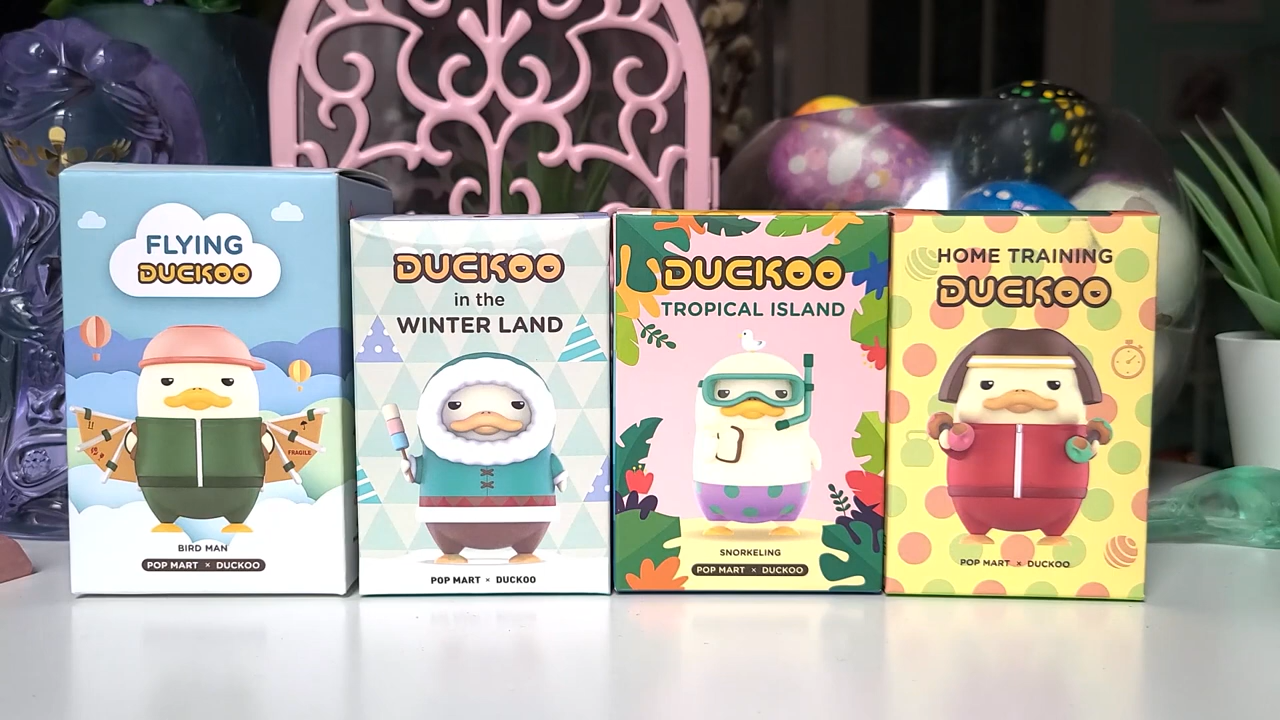 FLYING
DUCKOO
FRAGILE
BIRD MAN
POP MART × DUCKOO
DUCKOO
in the
WINTER LAND
POP MART × DUCKOO
DUCKOO
TROPICAL ISLAND
SNORKELING
POP MART × DUCKOO
HOME TRAINING
DUCKOO
POP MART × DUCKOO